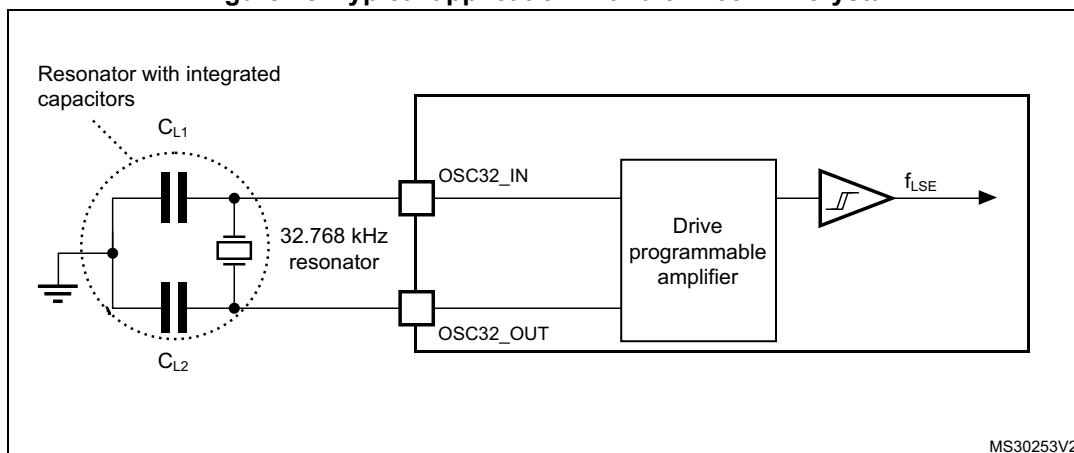 Resonator with integrated
capacitors
C_L1
OSC32_IN
f_LSE
32.768 kHz
resonator
Drive
programmable
amplifier
OSC32_OUT
C_L2
MS30253V2